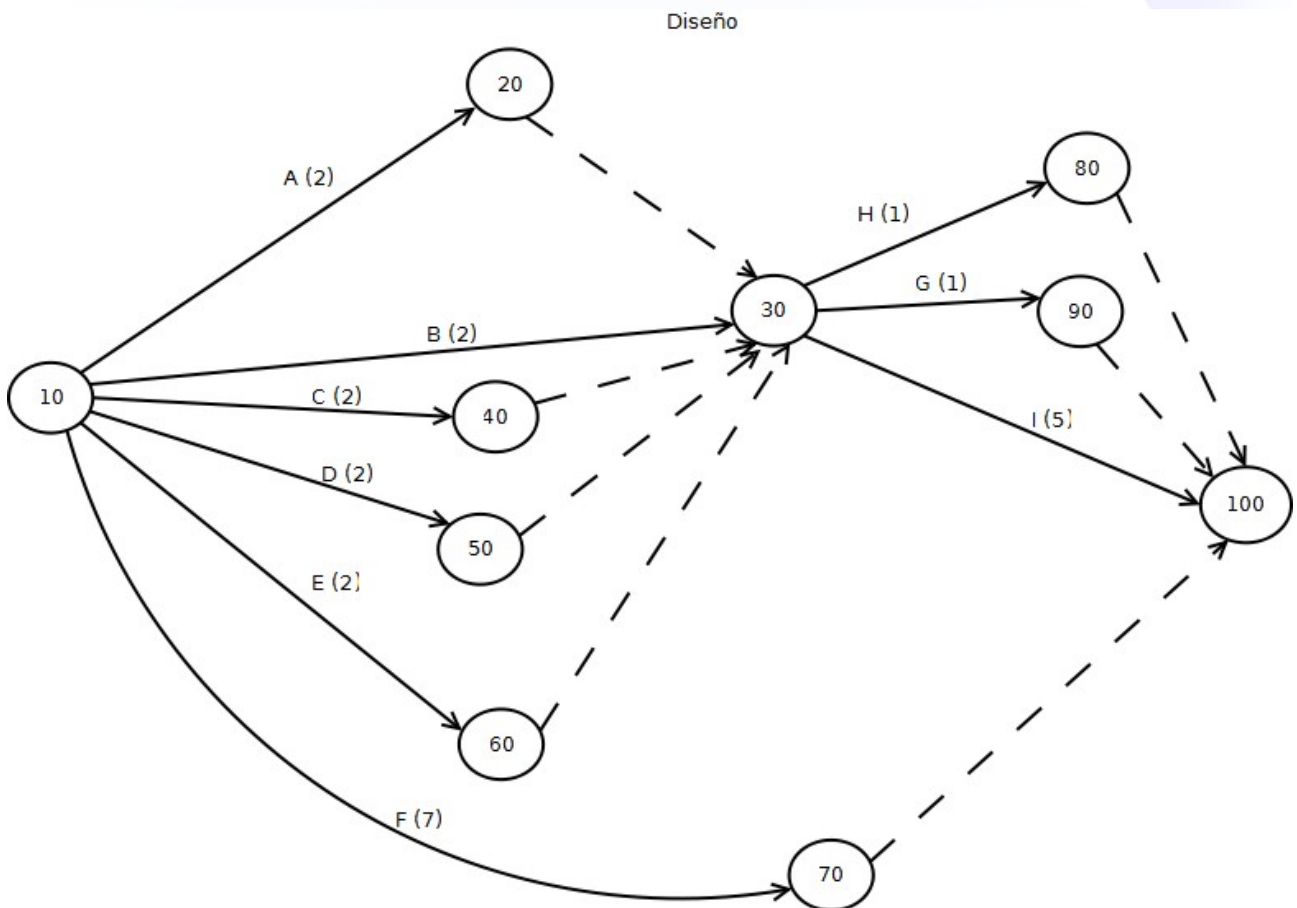 Diseño
20
A (2)
80
H (1)
G (1)
30
90
B (2)
10
C (2)
40
I (5)
D (2)
100
50
E (2)
60
F (7)
70